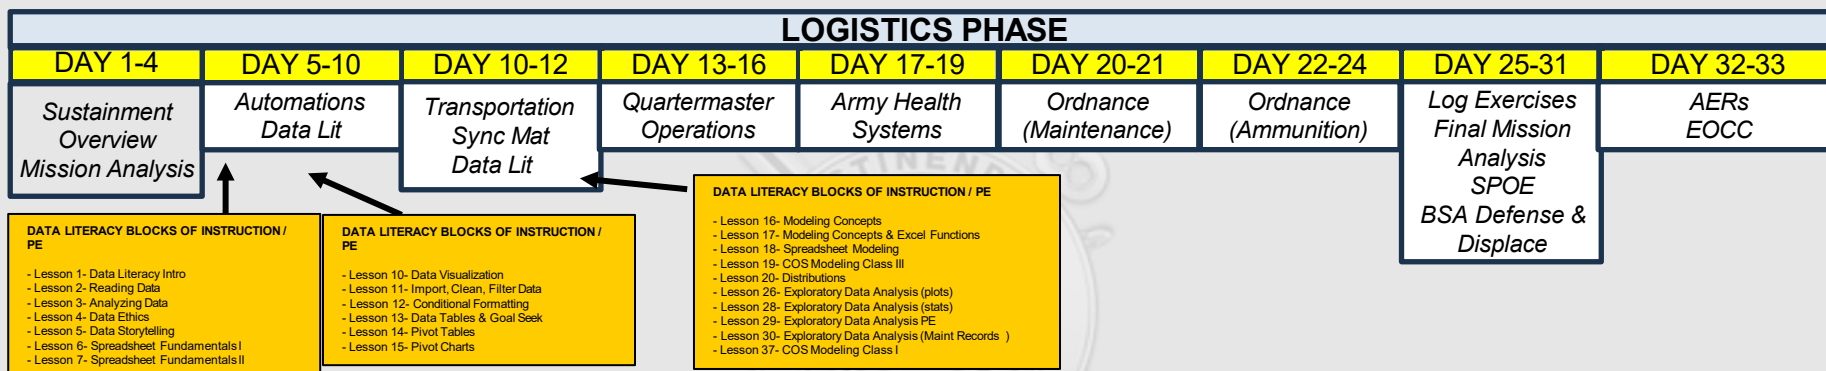 LOGISTICS PHASE
DAY 1-4
DAY 5-10
DAY 10-12
DAY 13-16
DAY 17-19
DAY 20-21
DAY 22-24
DAY 25-31
DAY 32-33
Sustainment
Overview
Mission Analysis
Automations
Data Lit
Transportation
Sync Mat
Data Lit
Quartermaster
Operations
Army Health
Systems
Ordnance
(Maintenance)
Ordnance
(Ammunition)
Log Exercises
Final Mission
Analysis
SPOE
BSA Defense &
Displace
AERs
EOCC
DATA LITERACY BLOCKS OF INSTRUCTION /
PE
- Lesson 1- Data Literacy Intro
- Lesson 2- Reading Data
- Lesson 3- Analyzing Data
- Lesson 4- Data Ethics
- Lesson 5- Data Storytelling
- Lesson 6- Spreadsheet Fundamentals I
- Lesson 7- Spreadsheet Fundamentals II
DATA LITERACY BLOCKS OF INSTRUCTION /
PE
- Lesson 10- Data Visualization
- Lesson 11- Import, Clean, Filter Data
- Lesson 12- Conditional Formatting
- Lesson 13- Data Tables & Goal Seek
- Lesson 14- Pivot Tables
- Lesson 15- Pivot Charts
DATA LITERACY BLOCKS OF INSTRUCTION / PE
- Lesson 16- Modeling Concepts
- Lesson 17- Modeling Concepts & Excel Functions
- Lesson 18- Spreadsheet Modeling
- Lesson 19- COS Modeling Class III
- Lesson 20- Distributions
- Lesson 26- Exploratory Data Analysis (plots)
- Lesson 28- Exploratory Data Analysis (stats)
- Lesson 29- Exploratory Data Analysis PE
- Lesson 30- Exploratory Data Analysis (Maint Records )
- Lesson 37- COS Modeling Class I